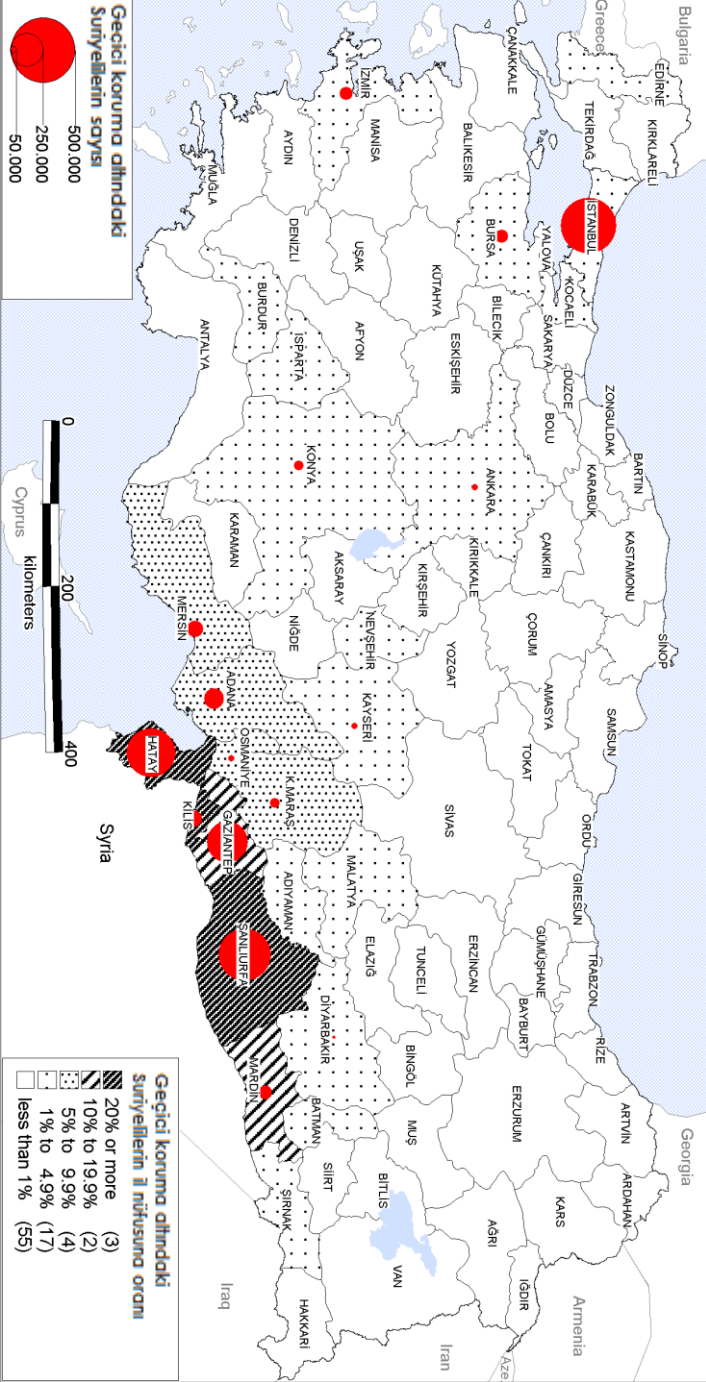 Bulgaria
Greece
Georgia
Armenia
Aze
Iran
Iraq
Syria
Cyprus
EDİRNE
KIRKLARELİ
TEKİRDAĞ
İSTANBUL
ÇANAKKALE
BALIKESİR
BURSA
YALOVA
KOCAELİ
SAKARYA
DÜZCE
ZONGULDAK
BARTIN
KARABÜK
KASTAMONU
SİNOP
SAMSUN
ORDU
GİRESUN
TRABZON
RİZE
ARTVİN
ARDAHAN
BİLECİK
BOLU
ÇANKIRI
ÇORUM
AMASYA
TOKAT
GÜMÜŞHANE
BAYBURT
ERZURUM
KARS
IĞDIR
İZMİR
MANİSA
KÜTAHYA
ESKİŞEHİR
ANKARA
KIRIKKALE
KIRŞEHİR
YOZGAT
SİVAS
ERZİNCAN
TUNCELİ
BİNGÖL
MUŞ
AĞRI
AYDIN
UŞAK
DENİZLİ
AFYON
MUĞLA
BURDUR
İSPARTA
ANTALYA
KONYA
AKSARAY
NEVŞEHİR
KAYSERİ
NİĞDE
KARAMAN
MERSİN
ADANA
OSMANİYE
K.MARAŞ
MALATYA
ELAZIĞ
ADIYAMAN
DİYARBAKIR
BATMAN
SİİRT
BİTLİS
VAN
HATAY
KİLİS
GAZİANTEP
ŞANLIURFA
MARDİN
ŞIRNAK
HAKKARİ
Geçici koruma altındaki
Suriyelilerin sayısı
500.000
250.000
50.000
0 200 400
kilometers
Geçici koruma altındaki
Suriyelilerin il nüfusuna oranı
20% or more (3)
10% to 19.9% (2)
5% to 9.9% (4)
1% to 4.9% (17)
less than 1% (55)